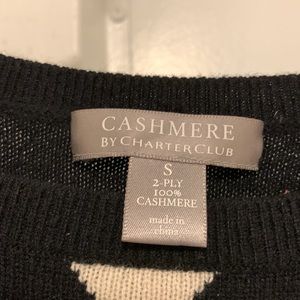 CASHMERE
BY CHARTER CLUB
S
2-PLY
100%
CASHMERE
made in
china